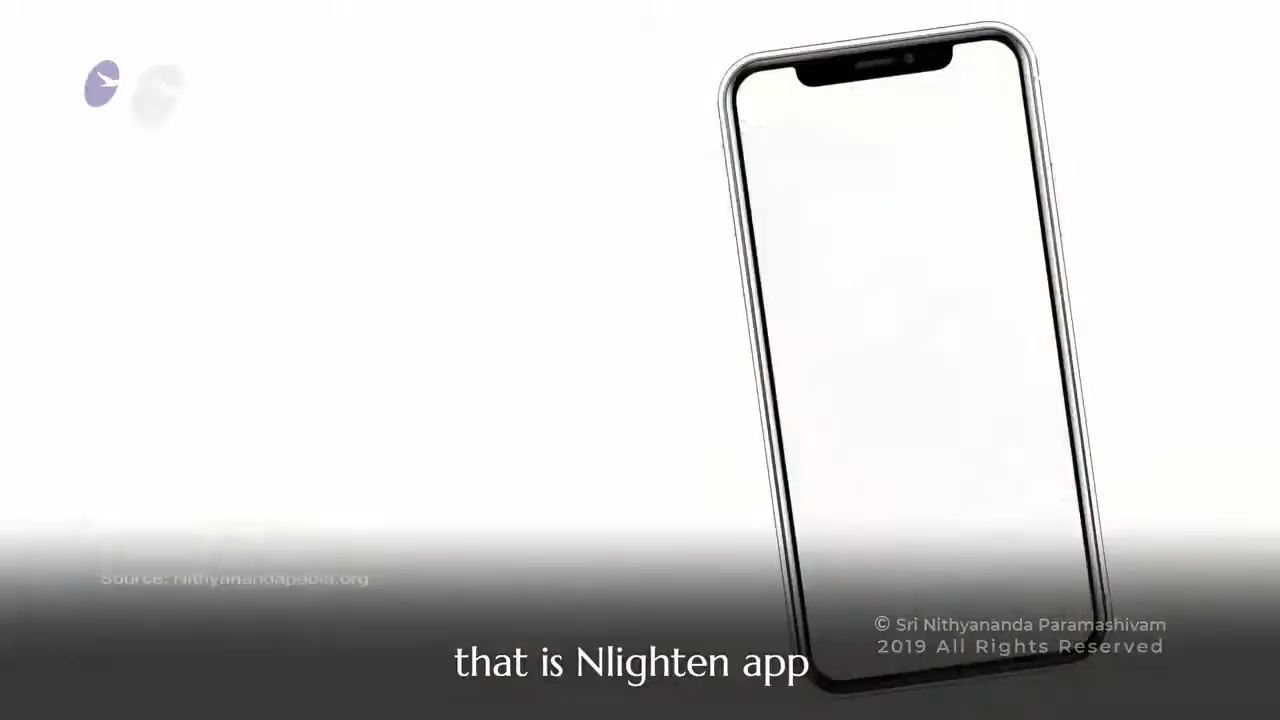 Source: Nithyanandapedia.org
© Sri Nithyananda Paramashivam
2019 All Rights Reserved
that is Nlighten app